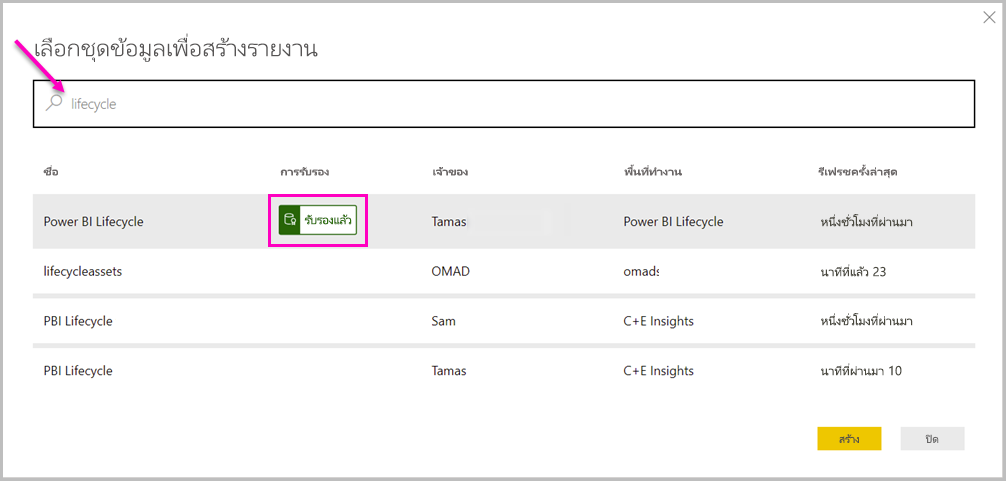 เลือกชุดข้อมูลเพื่อสร้างรายงาน
lifecycle
ชื่อ การรับรอง เจ้าของ พื้นที่ทำงาน รีเฟรชครั้งล่าสุด
Power BI Lifecycle รับรองแล้ว Tamas Power BI Lifecycle หนึ่งชั่วโมงที่ผ่านมา
lifecycleassets OMAD omads นาทีที่แล้ว 23
PBI Lifecycle Sam C+E Insights หนึ่งชั่วโมงที่ผ่านมา
PBI Lifecycle Tamas C+E Insights นาทีที่ผ่านมา 10
สร้าง ปิด